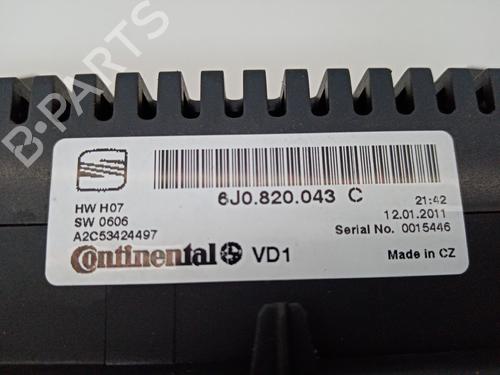 B-PARTS
6J0.820.043 C
HW H07
SW 0606
A2C53424497
21:42
12.01.2011
Serial No. 0015446
Continental VD1
Made in CZ